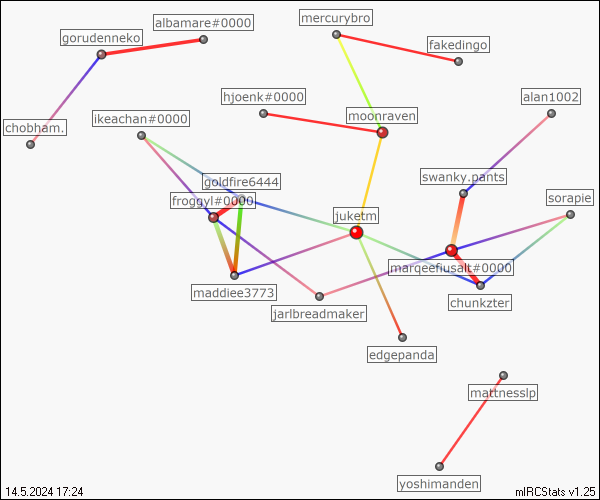 mercurybro
albamare#0000
gorudenneko
fakedingo
hjoenk#0000
alan1002
moonraven
ikeachan#0000
chobham.
swanky.pants
goldfire6444
froggyl#0000
sorapie
juketm
marqeefiusalt#0000
maddiee3773
chunkzter
jarlbreadmaker
edgepanda
mattnesslp
yoshimanden
14.5.2024 17:24
mIRCStats v1.25